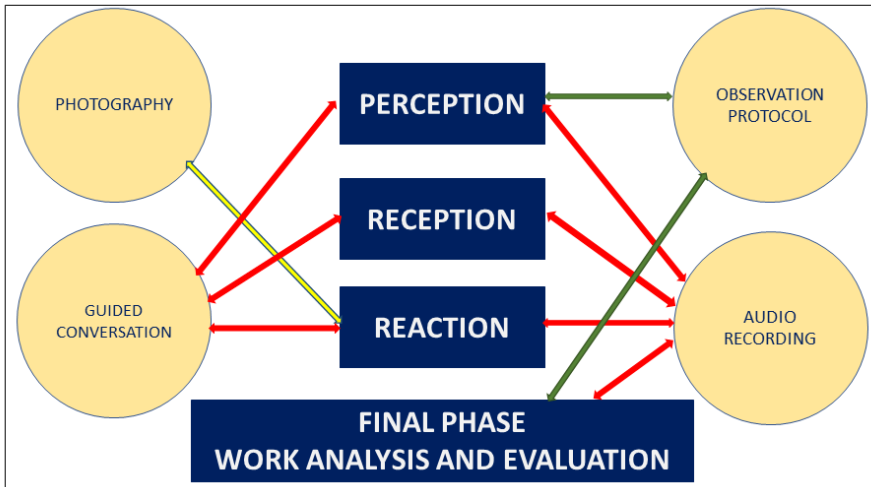 PHOTOGRAPHY
PERCEPTION
OBSERVATION
PROTOCOL
RECEPTION
GUIDED
CONVERSATION
REACTION
AUDIO
RECORDING
FINAL PHASE
WORK ANALYSIS AND EVALUATION